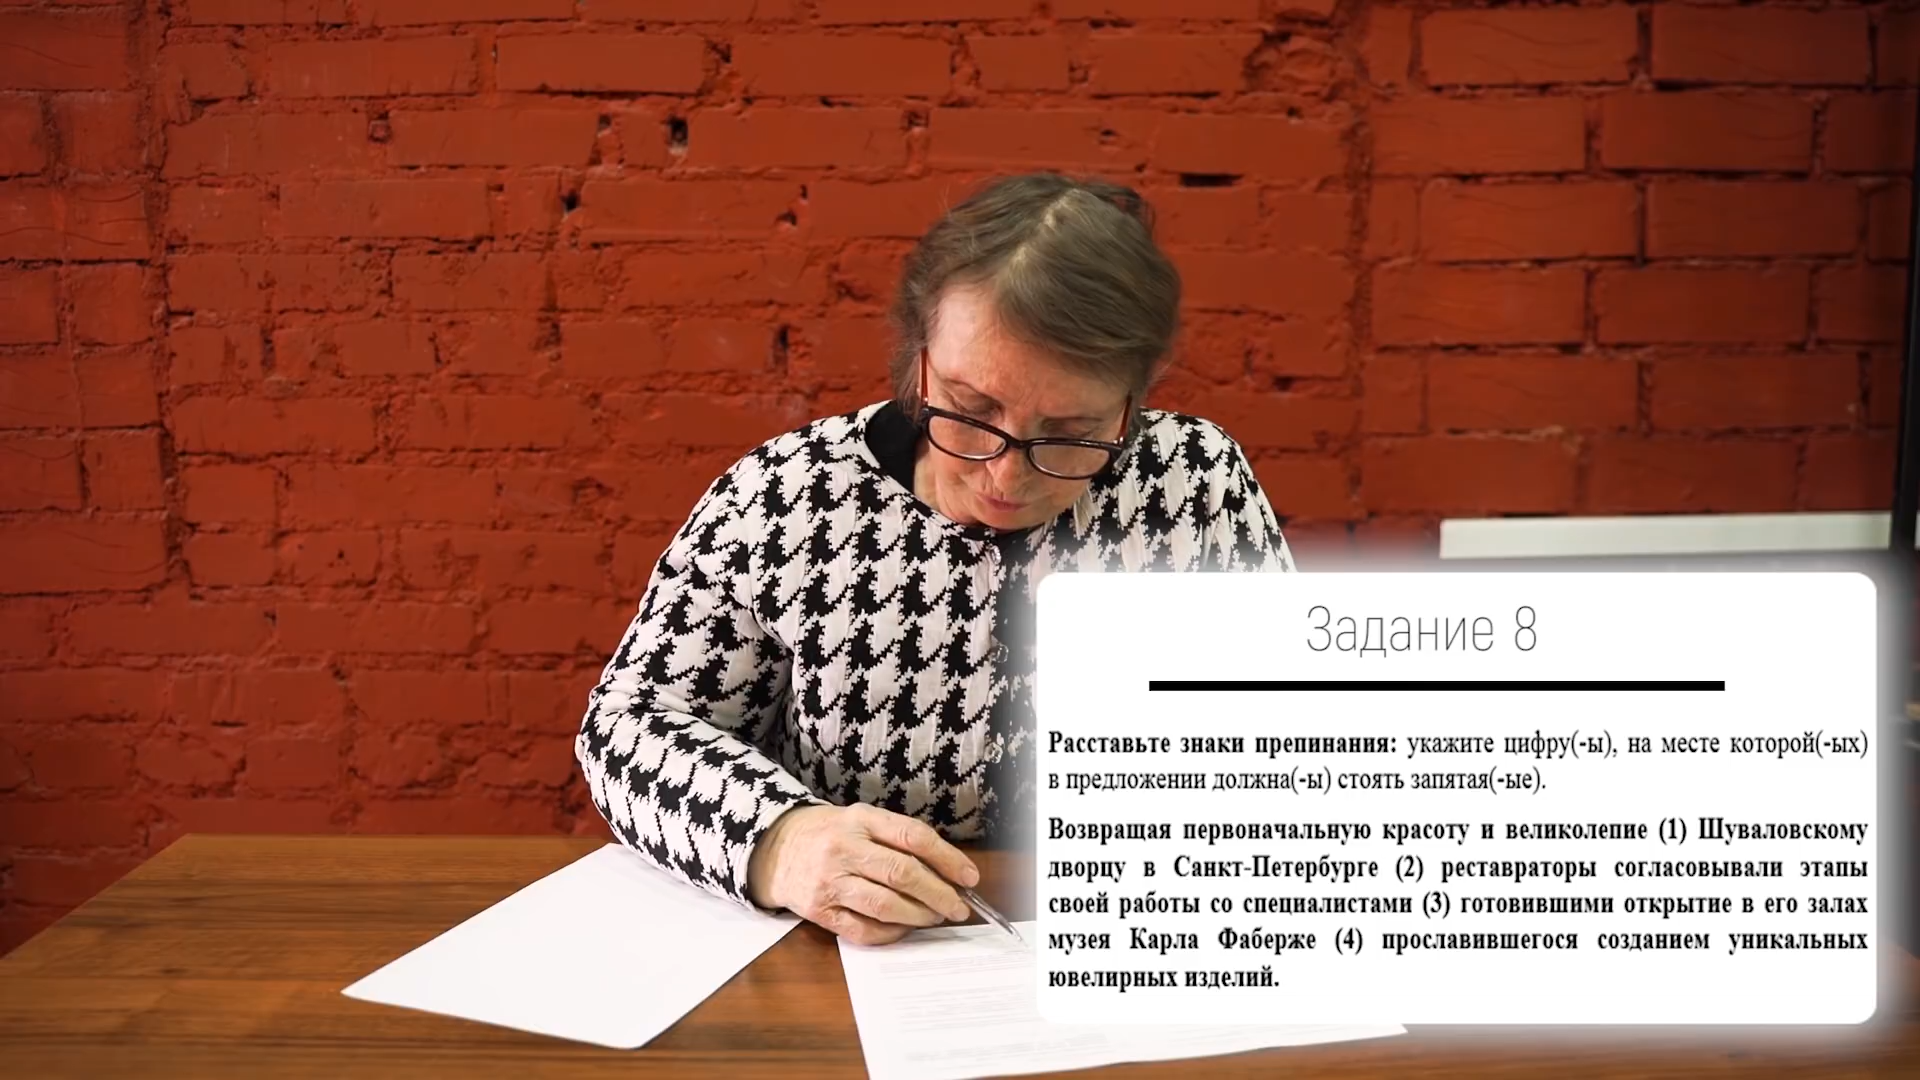 Задание 8
Расставьте знаки препинания: укажите цифру(-ы), на месте которой(-ых)
в предложении должна(-ы) стоять запятая(-ые).
Возвращая первоначальную красоту и великолепие (1) Шуваловскому
дворцу в Санкт-Петербурге (2) реставраторы согласовывали этапы
своей работы со специалистами (3) готовившими открытие в его залах
музея Карла Фаберже (4) прославившегося созданием уникальных
ювелирных изделий.